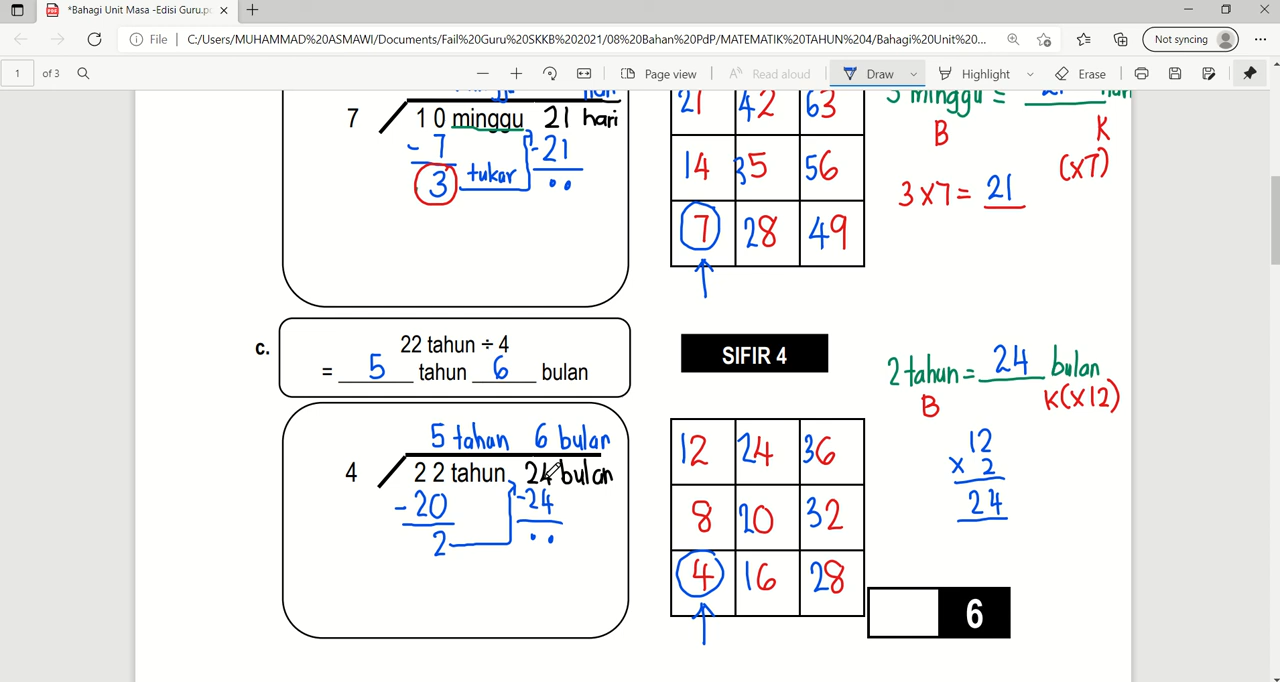 *Bahagi Unit Masa -Edisi Guru.p
File C:/Users/MUHAMMAD%20ASMAWI/Documents/Fail%20Guru%20SKKB%202021/08%20Bahan%20PdP/MATEMATIK%20TAHUN%204/Bahagi%20Unit%20... Not syncing
1 of 3 Page view Read aloud Draw Highlight Erase
7 10 minggu 21 hari
- 7 -21
3 tukar
21 42 63
14 35 56
7 28 49
3 minggu = 21 hari
B K
(x7)
3 x 7 = 21
c. 22 tahun ÷ 4
= 5 tahun 6 bulan
5 tahun 6 bulan
4 22 tahun 24 bulan
- 20 -24
2
SIFIR 4
12 24 36
8 20 32
4 16 28
2 tahun = 24 bulan
B K(x12)
12
x 2
24
6